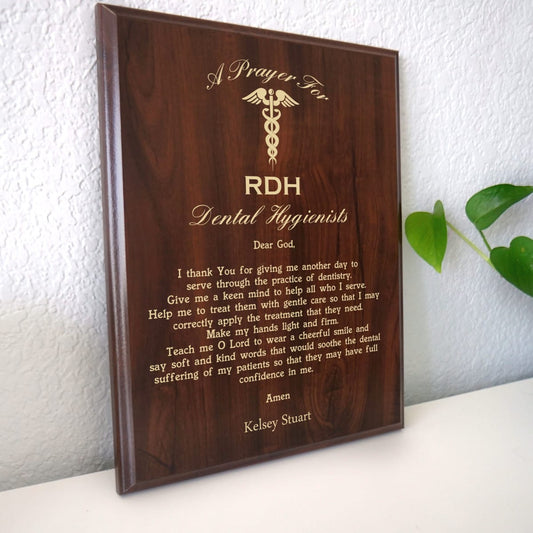 A Prayer For
RDH
Dental Hygienists
Dear God,
I thank You for giving me another day to
serve through the practice of dentistry.
Give me a keen mind to help all who I serve.
Help me to treat them with gentle care so that I may
correctly apply the treatment that they need.
Make my hands light and firm.
Teach me O Lord to wear a cheerful smile and
say soft and kind words that would soothe the dental
suffering of my patients so that they may have full
confidence in me.
Amen
Kelsey Stuart